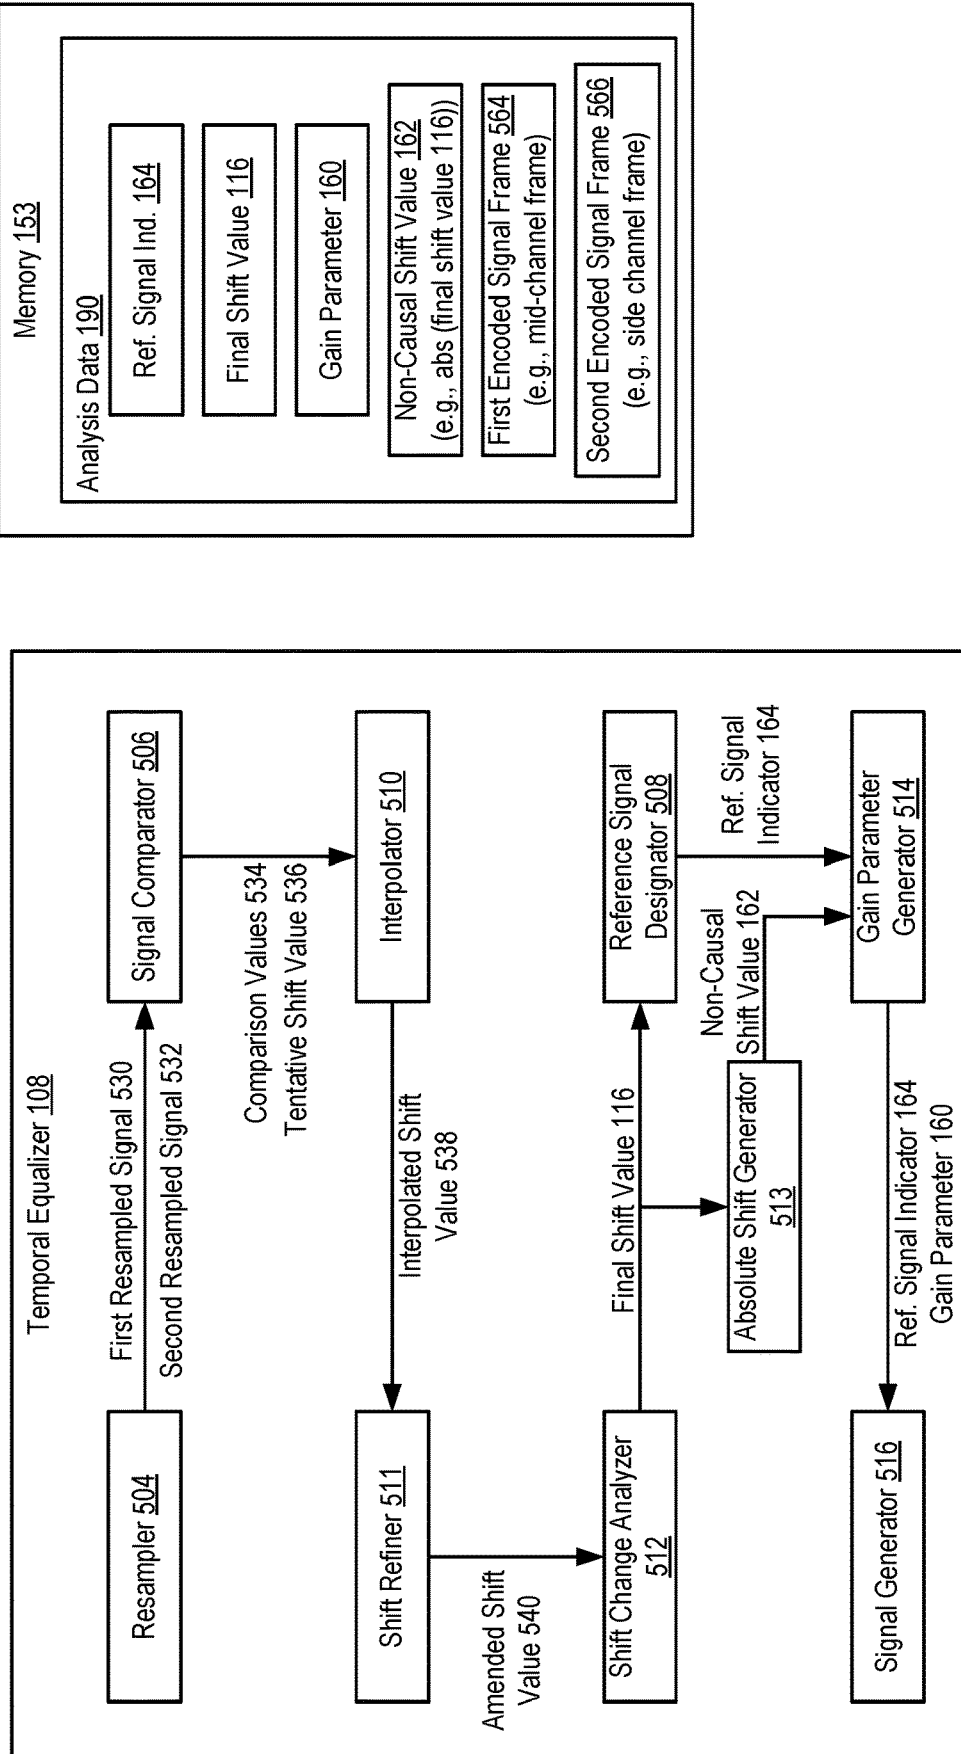 Temporal Equalizer 108
Resampler 504
First Resampled Signal 530
Second Resampled Signal 532
Signal Comparator 506
Comparison Values 534
Tentative Shift Value 536
Interpolator 510
Interpolated Shift
Value 538
Shift Refiner 511
Amended Shift
Value 540
Shift Change Analyzer
512
Final Shift Value 116
Reference Signal
Designator 508
Absolute Shift Generator
513
Non-Causal
Shift Value 162
Ref. Signal
Indicator 164
Gain Parameter
Generator 514
Ref. Signal Indicator 164
Gain Parameter 160
Signal Generator 516
Memory 153
Analysis Data 190
Ref. Signal Ind. 164
Final Shift Value 116
Gain Parameter 160
Non-Causal Shift Value 162
(e.g., abs (final shift value 116))
First Encoded Signal Frame 564
(e.g., mid-channel frame)
Second Encoded Signal Frame 566
(e.g., side channel frame)